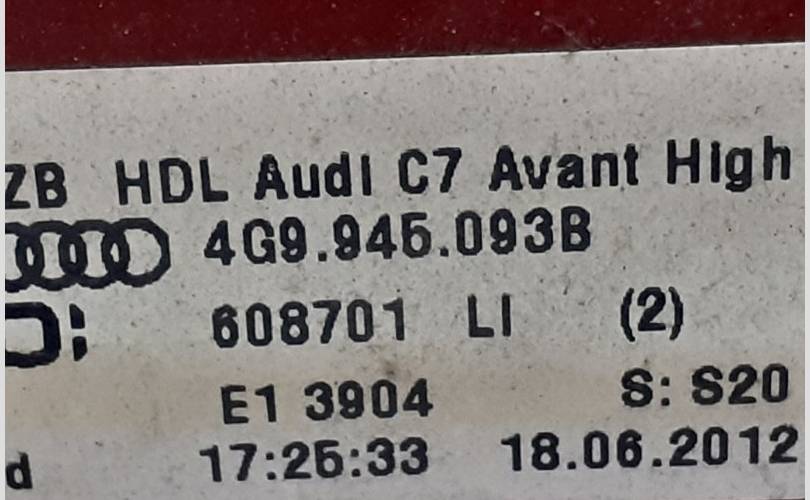 ZB HDL Audi C7 Avant High
4G9.945.093B
608701 LI (2)
E1 3904 S: S20
d 17:25:33 18.06.2012